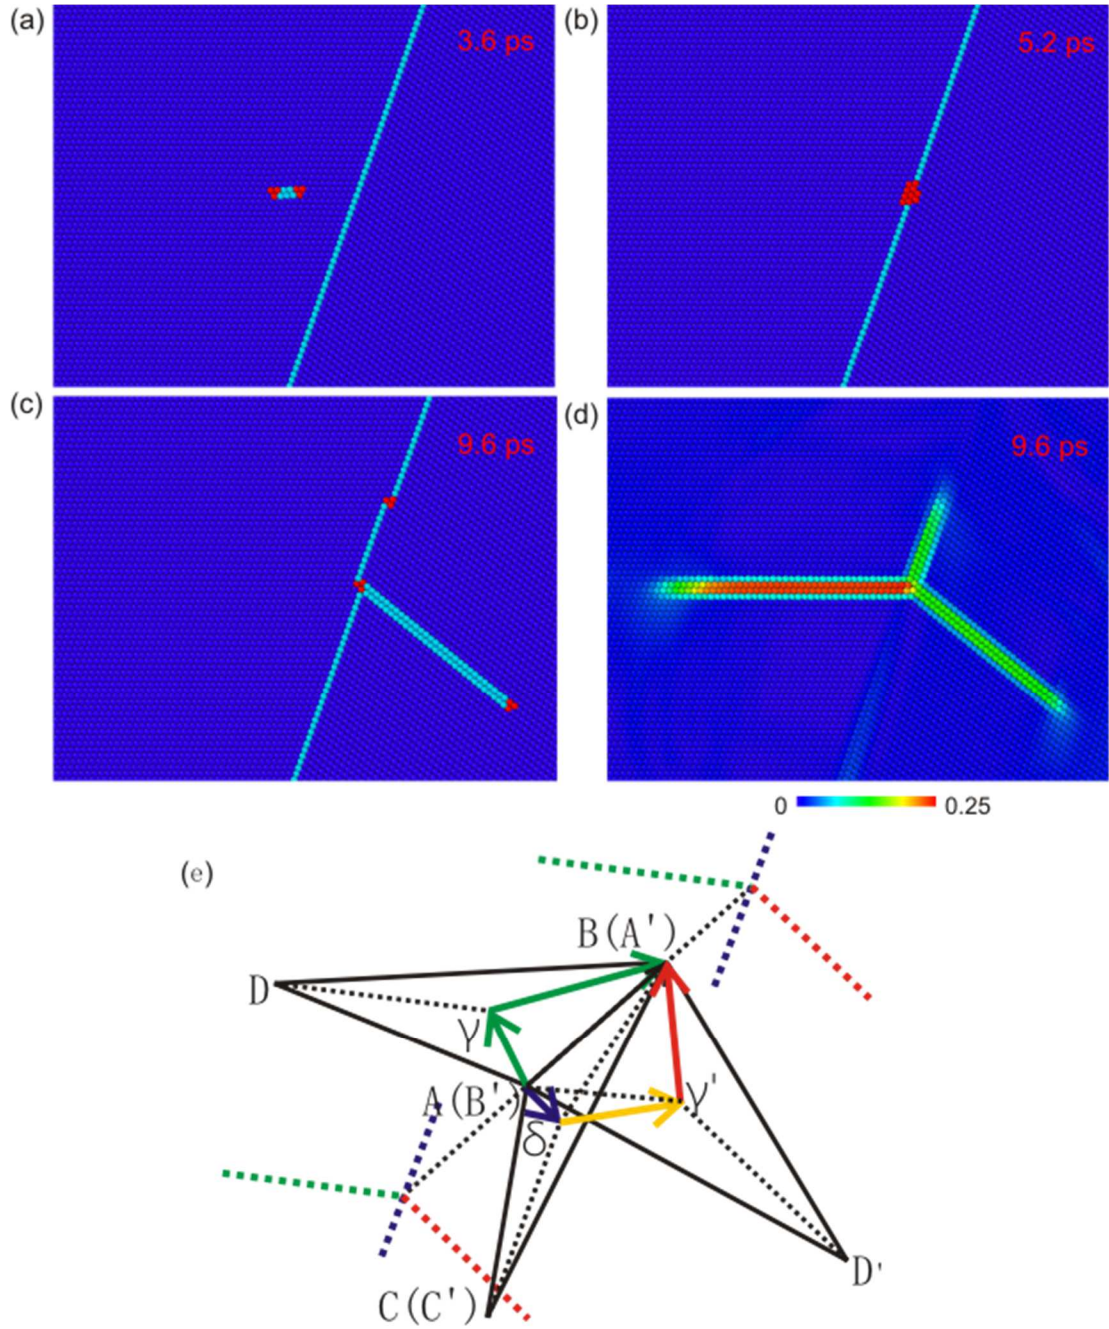 (a)
3.6 ps
(b)
5.2 ps
(c)
9.6 ps
(d)
9.6 ps
0
0.25
(e)
B(A')
D
γ
A(B')
γ'
δ
D'
C(C')